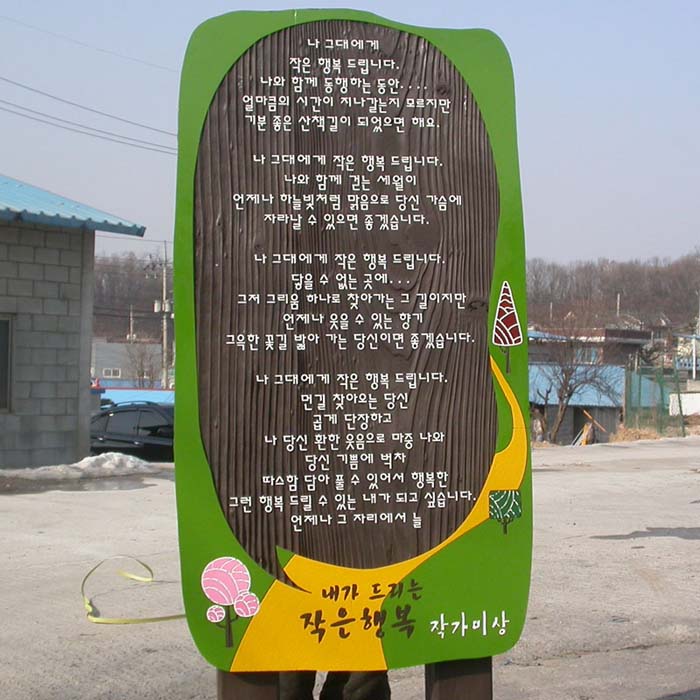 나 그대에게
작은 행복 드립니다.
나와 함께 동행하는 동안....
얼마큼의 시간이 지나갈는지 모르지만
기분 좋은 산책길이 되었으면 해요.
나 그대에게 작은 행복 드립니다.
나와 함께 걷는 세월이
언제나 하늘빛처럼 맑음으로 당신 가슴에
자라날 수 있으면 좋겠습니다.
나 그대에게 작은 행복 드립니다.
닿을 수 없는 곳에...
그저 그리움 하나로 찾아가는 그 길이지만
언제나 웃을 수 있는 향기
그윽한 꽃길 밟아 가는 당신이면 좋겠습니다.
나 그대에게 작은 행복 드립니다.
먼길 찾아오는 당신
곱게 단장하고
나 당신 환한 웃음으로 마중 나와
당신 기쁨에 벅차
따스함 담아 풀 수 있어서 행복한
그런 행복 드릴 수 있는 내가 되고 싶습니다.
언제나 그 자리에서 늘
내가 드리는
작은행복 작가미상